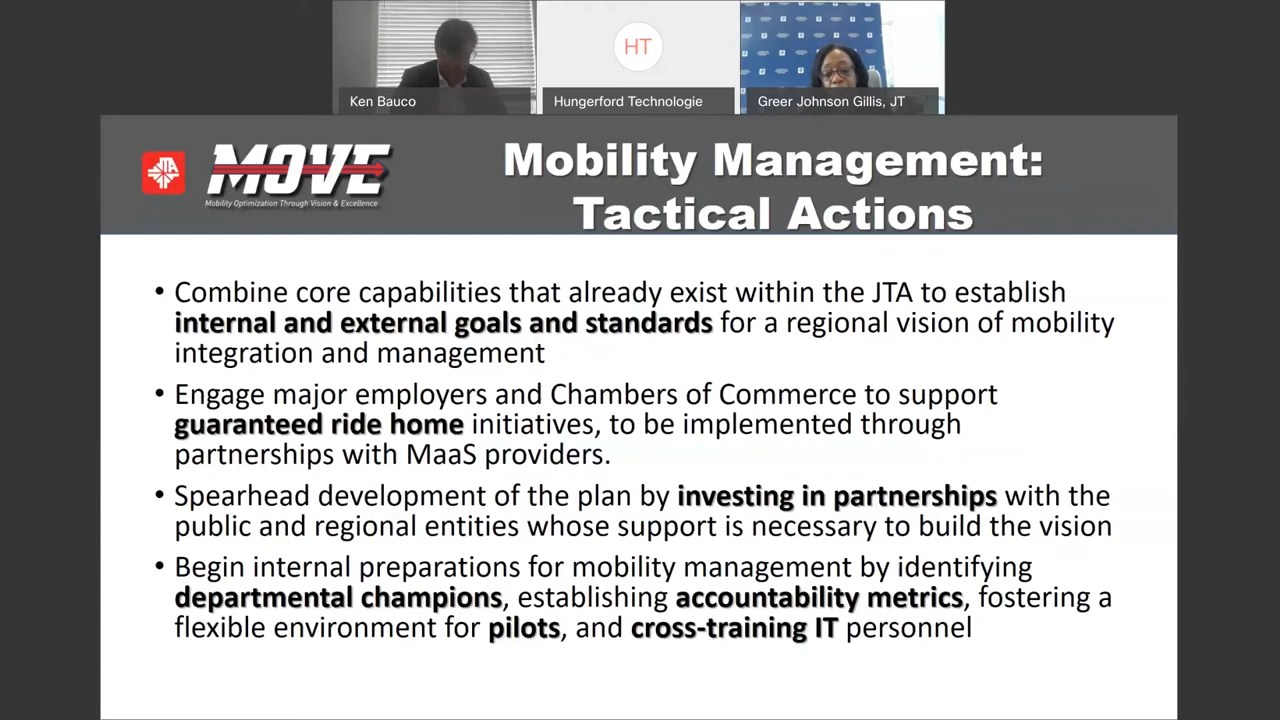 Ken Bauco
HT
Hungerford Technologie
Greer Johnson Gillis, JT
JTA
MOVE
Mobility Optimization Through Vision & Excellence
Mobility Management:
Tactical Actions
• Combine core capabilities that already exist within the JTA to establish
internal and external goals and standards for a regional vision of mobility
integration and management
• Engage major employers and Chambers of Commerce to support
guaranteed ride home initiatives, to be implemented through
partnerships with MaaS providers.
• Spearhead development of the plan by investing in partnerships with the
public and regional entities whose support is necessary to build the vision
• Begin internal preparations for mobility management by identifying
departmental champions, establishing accountability metrics, fostering a
flexible environment for pilots, and cross-training IT personnel